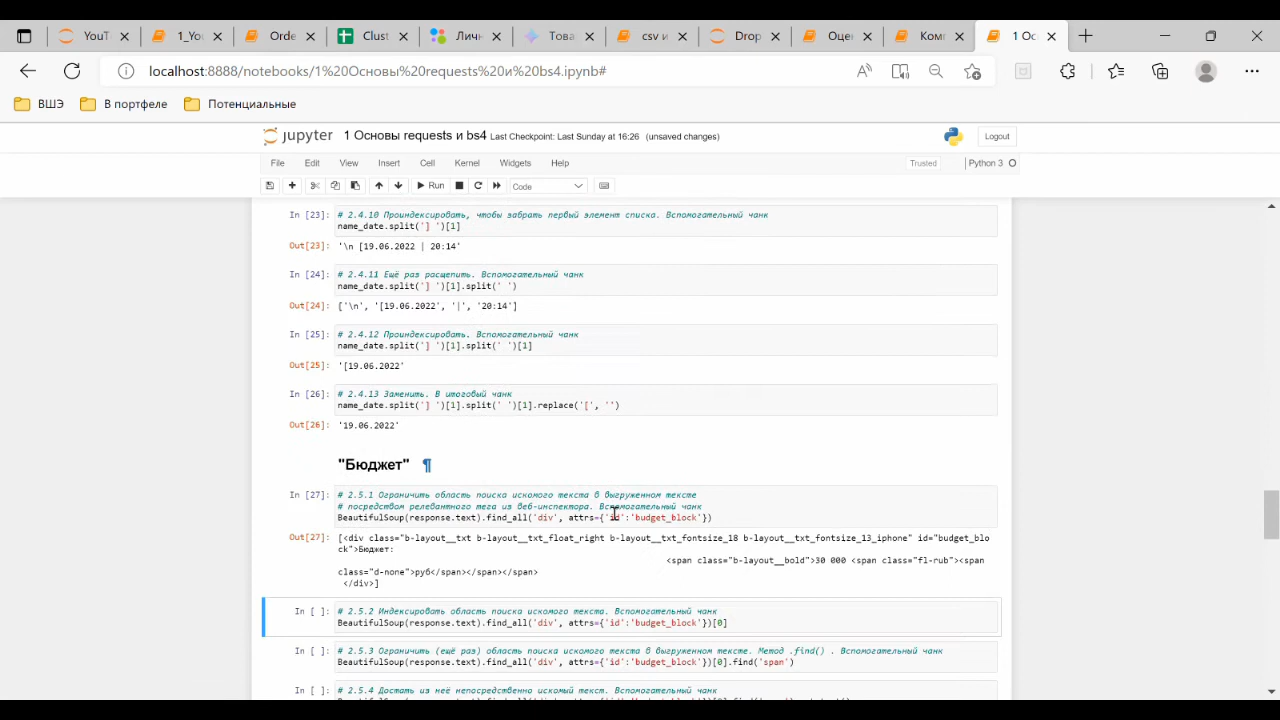 YouT
1_Yo
Orde
Clust
Личн
Това
csv и
Drop
Оцен
Комп
1 Ос
localhost:8888/notebooks/1%20Основы%20requests%20и%20bs4.ipynb#
ВШЭ
В портфеле
Потенциальные
jupyter 1 Основы requests и bs4 Last Checkpoint: Last Sunday at 16:26 (unsaved changes)
Logout
File Edit View Insert Cell Kernel Widgets Help
Trusted
Python 3
Run
Code
In [23]: # 2.4.10 Проиндексировать, чтобы забрать первый элемент списка. Вспомогательный чанк
name_date.split('] ')[1]
Out[23]: '\n [19.06.2022 | 20:14'
In [24]: # 2.4.11 Ещё раз расщепить. Вспомогательный чанк
name_date.split('] ')[1].split(' ')
Out[24]: ['\n', '[19.06.2022', '|', '20:14']
In [25]: # 2.4.12 Проиндексировать. Вспомогательный чанк
name_date.split('] ')[1].split(' ')[1]
Out[25]: '[19.06.2022'
In [26]: # 2.4.13 Заменить. В итоговый чанк
name_date.split('] ')[1].split(' ')[1].replace('[', '')
Out[26]: '19.06.2022'
"Бюджет" ¶
In [27]: # 2.5.1 Ограничить область поиска искомого текста в выгруженном тексте
# посредством релевантного тега из веб-инспектора. Вспомогательный чанк
BeautifulSoup(response.text).find_all('div', attrs={'id':'budget_block'})
Out[27]: [<div class="b-layout__txt b-layout__txt_float_right b-layout__txt_fontsize_18 b-layout__txt_fontsize_13_iphone" id="budget_blo
ck">Бюджет:
<span class="b-layout__bold">30 000 <span class="fl-rub"><span
class="d-none">руб</span></span></span>
</div>]
In [ ]: # 2.5.2 Индексировать область поиска искомого текста. Вспомогательный чанк
BeautifulSoup(response.text).find_all('div', attrs={'id':'budget_block'})[0]
In [ ]: # 2.5.3 Ограничить (ещё раз) область поиска искомого текста в выгруженном тексте. Метод .find() . Вспомогательный чанк
BeautifulSoup(response.text).find_all('div', attrs={'id':'budget_block'})[0].find('span')
In [ ]: # 2.5.4 Достать из неё непосредственно искомый текст. Вспомогательный чанк